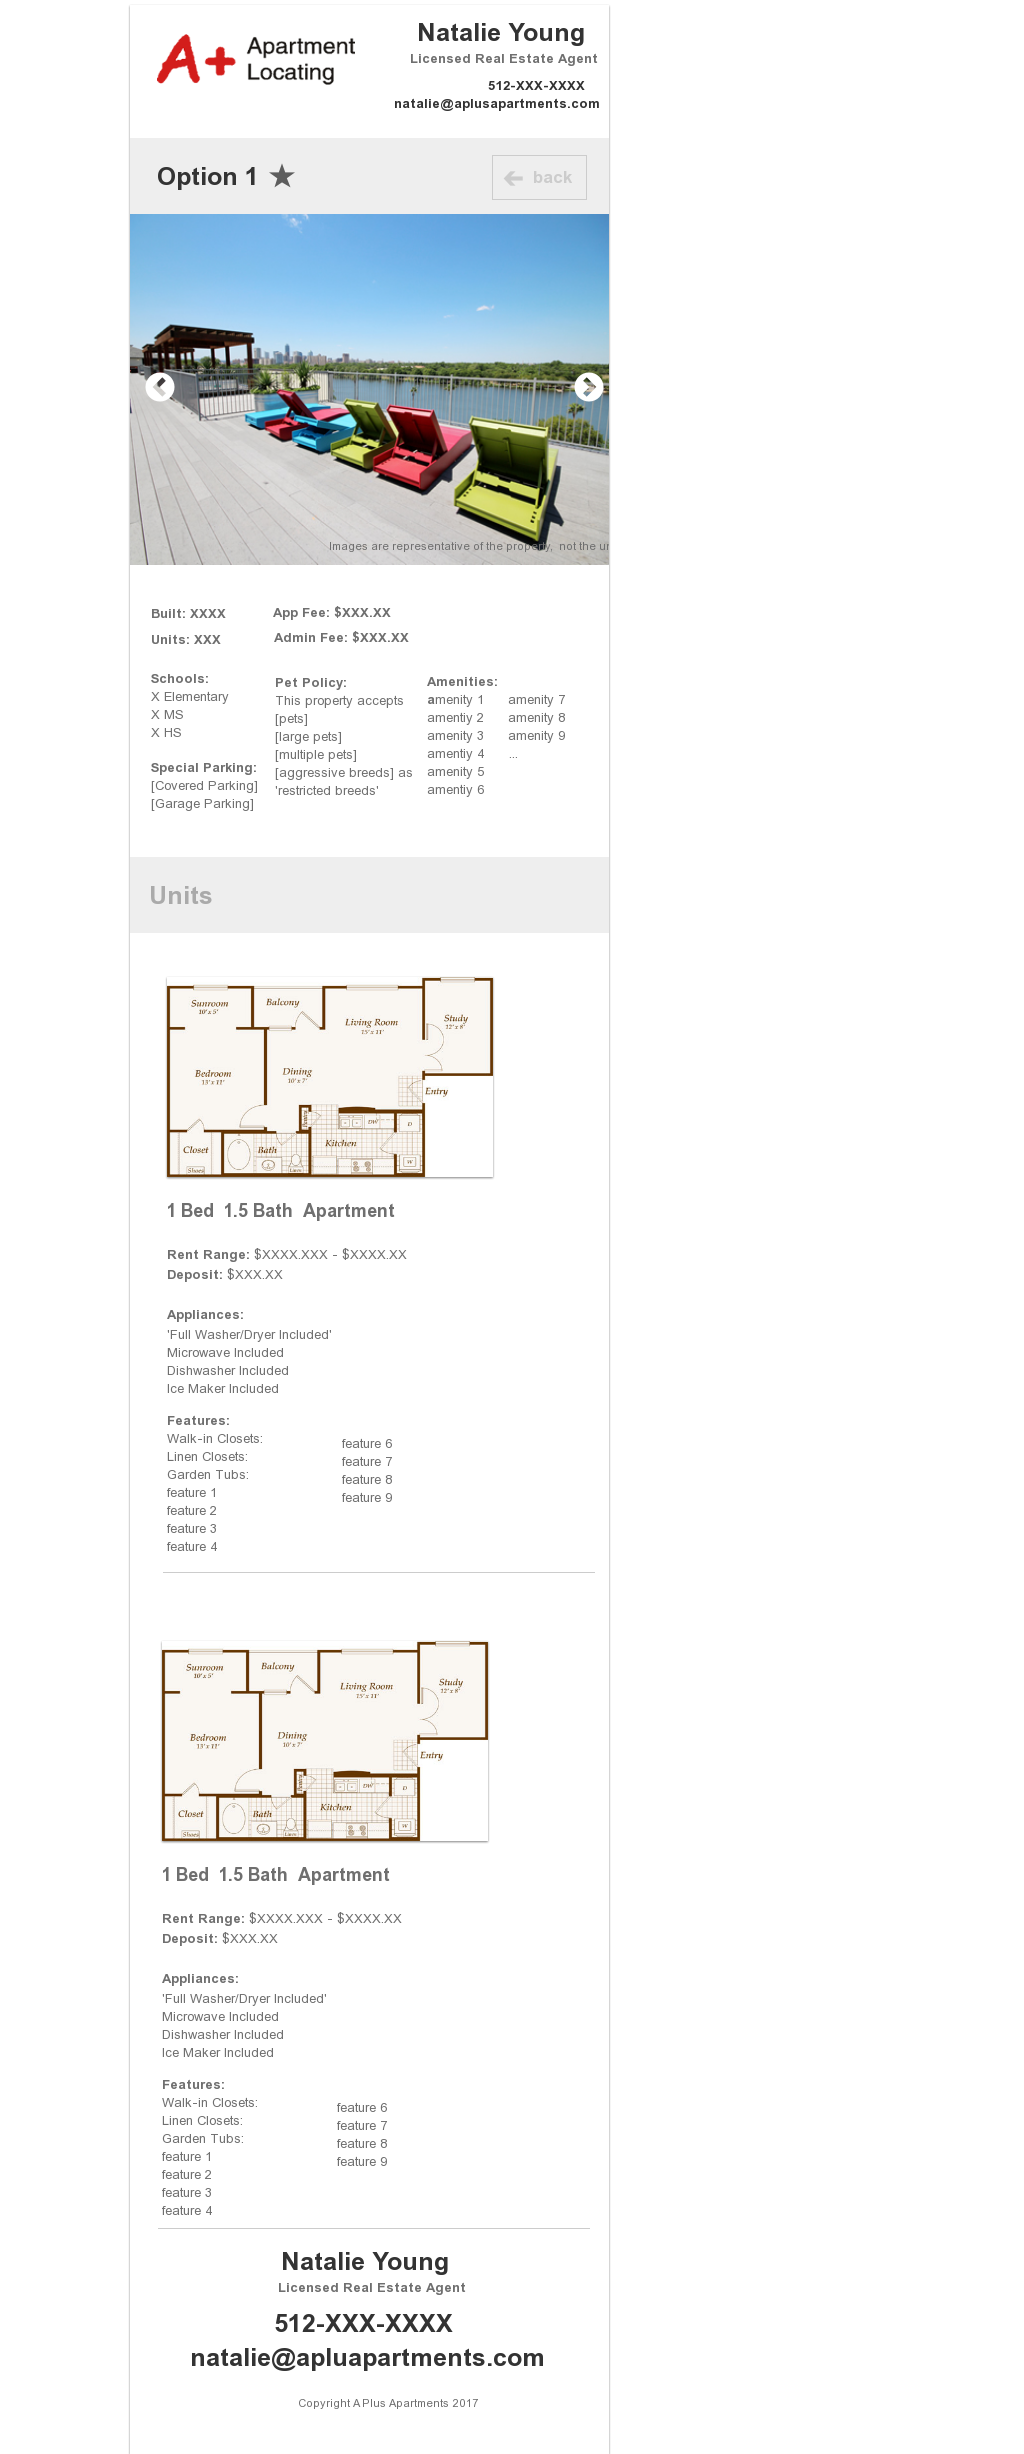 A+ Apartment
Locating
Natalie Young
Licensed Real Estate Agent
512-XXX-XXXX
natalie@aplusapartments.com
Option 1
back
Images are representative of the property, not the
Built: XXXX
Units: XXX
App Fee: $XXX.XX
Admin Fee: $XXX.XX
Schools:
X Elementary
X MS
X HS
Special Parking:
[Covered Parking]
[Garage Parking]
Pet Policy:
This property accepts
[pets]
[large pets]
[multiple pets]
[aggressive breeds] as
'restricted breeds'
Amenities:
amenity 1
amentiy 2
amenity 3
amentiy 4
amenity 5
amentiy 6
amenity 7
amenity 8
amenity 9
...
Units
Sunroom
10' x 5'
Balcony
Living Room
15' x 11'
Study
12' x 8'
Bedroom
13' x 11'
Dining
10' x 7'
Entry
Pantry
DW
D
Closet
Shoes
Bath
Linen
Kitchen
W
1 Bed 1.5 Bath Apartment
Rent Range: $XXXX.XXX - $XXXX.XX
Deposit: $XXX.XX
Appliances:
'Full Washer/Dryer Included'
Microwave Included
Dishwasher Included
Ice Maker Included
Features:
Walk-in Closets:
Linen Closets:
Garden Tubs:
feature 1
feature 2
feature 3
feature 4
feature 6
feature 7
feature 8
feature 9
Sunroom
10' x 5'
Balcony
Living Room
15' x 11'
Study
12' x 8'
Bedroom
13' x 11'
Dining
10' x 7'
Entry
Pantry
DW
D
Closet
Shoes
Bath
Linen
Kitchen
W
1 Bed 1.5 Bath Apartment
Rent Range: $XXXX.XXX - $XXXX.XX
Deposit: $XXX.XX
Appliances:
'Full Washer/Dryer Included'
Microwave Included
Dishwasher Included
Ice Maker Included
Features:
Walk-in Closets:
Linen Closets:
Garden Tubs:
feature 1
feature 2
feature 3
feature 4
feature 6
feature 7
feature 8
feature 9
Natalie Young
Licensed Real Estate Agent
512-XXX-XXXX
natalie@apluapartments.com
Copyright A Plus Apartments 2017